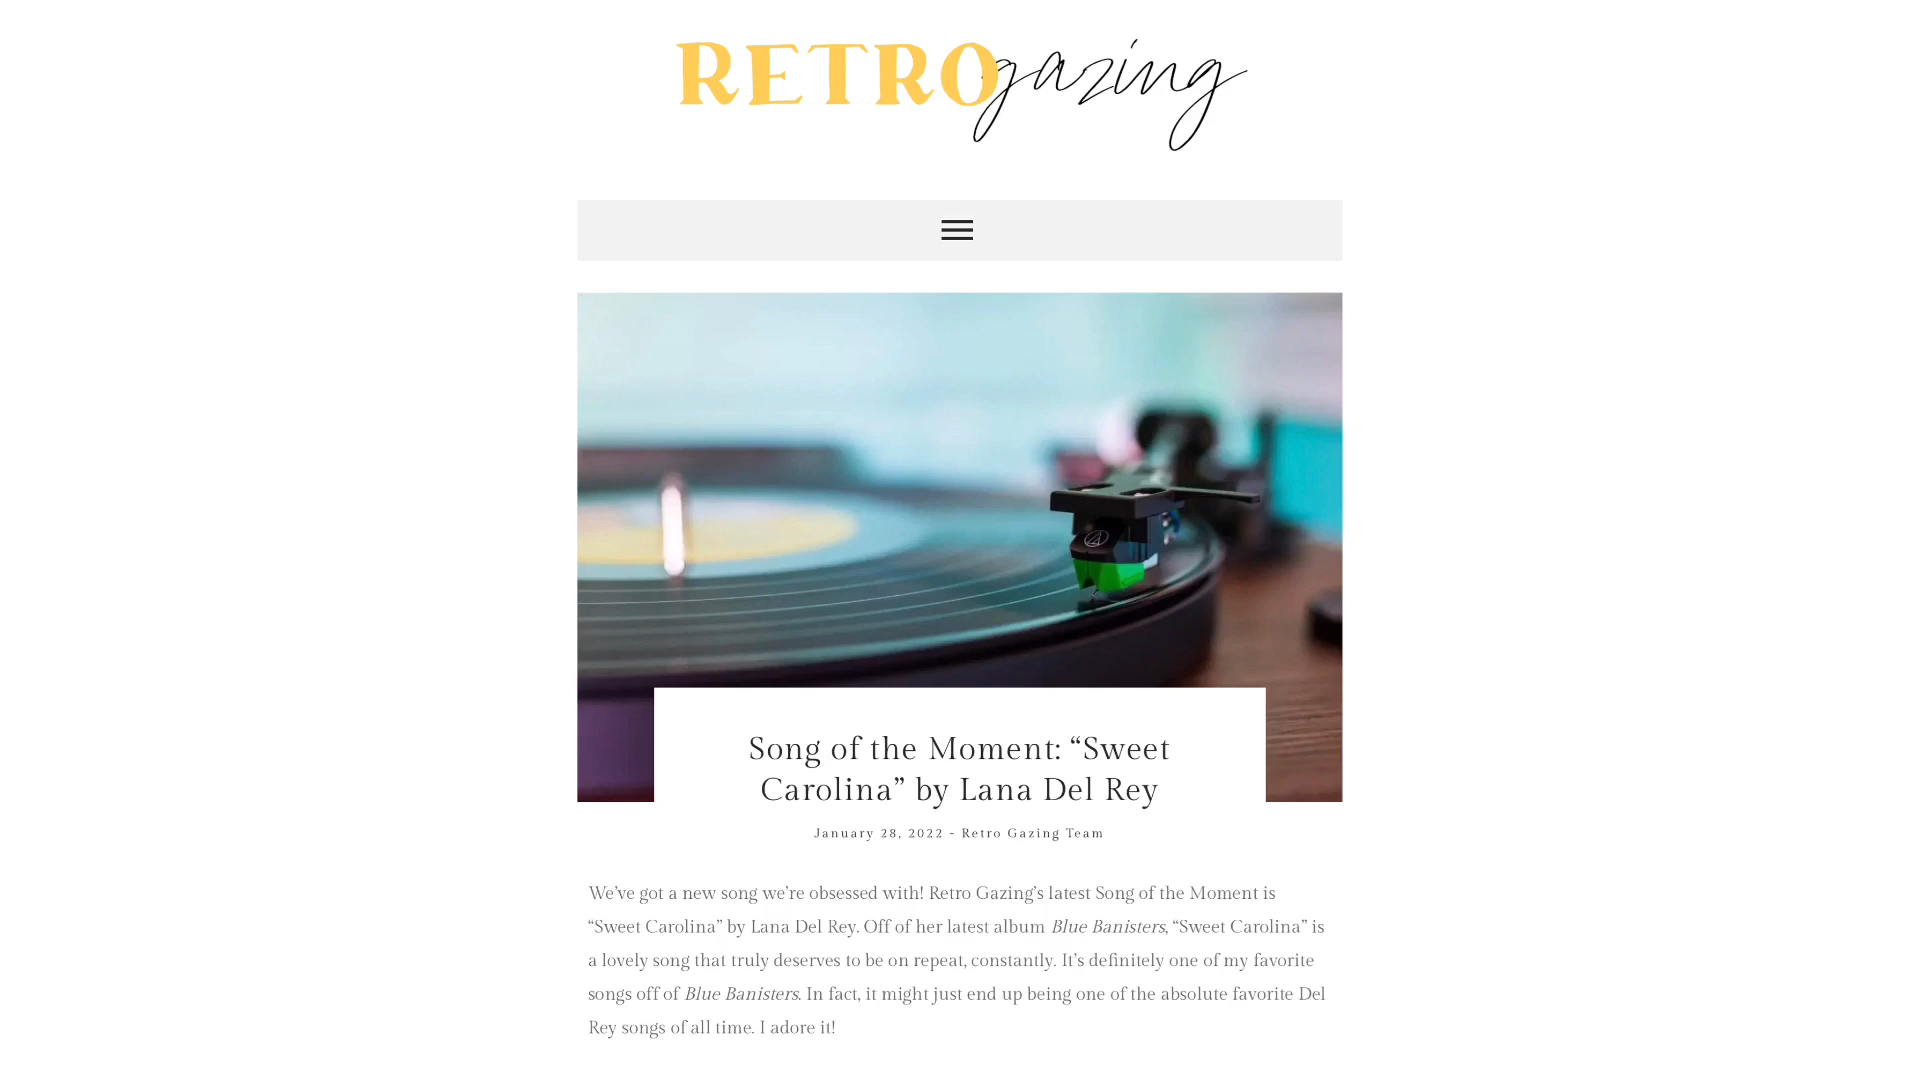 RETROgazing
Song of the Moment: “Sweet
Carolina” by Lana Del Rey
January 28, 2022 - Retro Gazing Team
We’ve got a new song we’re obsessed with! Retro Gazing’s latest Song of the Moment is
“Sweet Carolina” by Lana Del Rey. Off of her latest album Blue Banisters, “Sweet Carolina” is
a lovely song that truly deserves to be on repeat, constantly. It’s definitely one of my favorite
songs off of Blue Banisters. In fact, it might just end up being one of the absolute favorite Del
Rey songs of all time. I adore it!